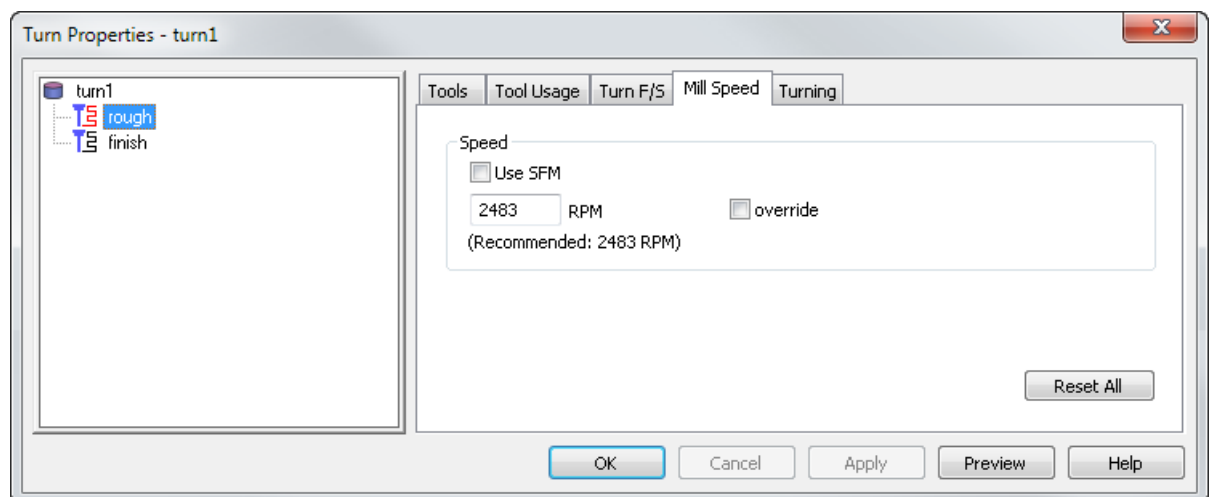 Turn Properties - turn1
turn1
rough
finish
Tools Tool Usage Turn F/S Mill Speed Turning
Speed
Use SFM
2483 RPM override
(Recommended: 2483 RPM)
Reset All
OK Cancel Apply Preview Help